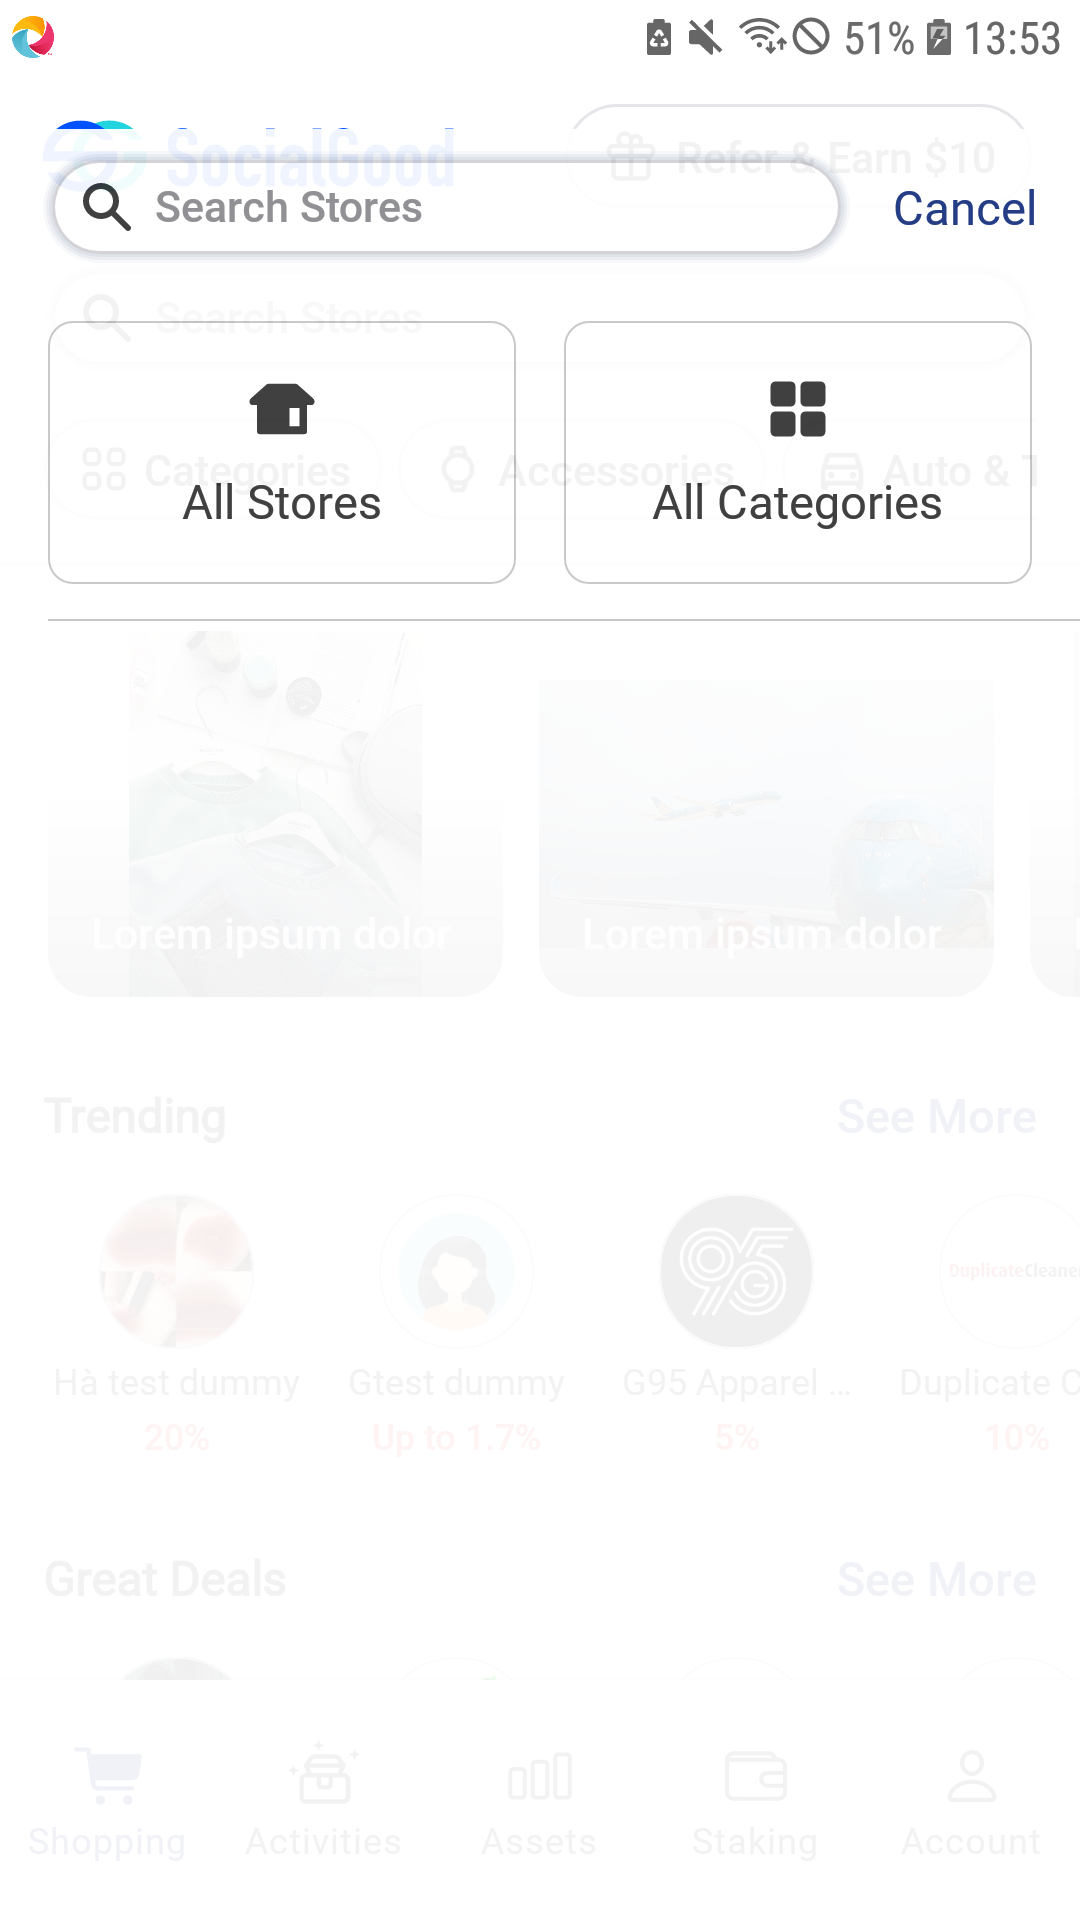 51% 13:53
SocialGood
Refer & Earn $10
Search Stores
Cancel
Search Stores
Categories
Accessories
Auto & T
All Stores
All Categories
Lorem ipsum dolor
Lorem ipsum dolor
Trending
See More
95
G
DuplicateCleaner
Hà test dummy
Gtest dummy
G95 Apparel ...
Duplicate C
20%
Up to 1.7%
5%
10%
Great Deals
See More
Shopping
Activities
Assets
Staking
Account